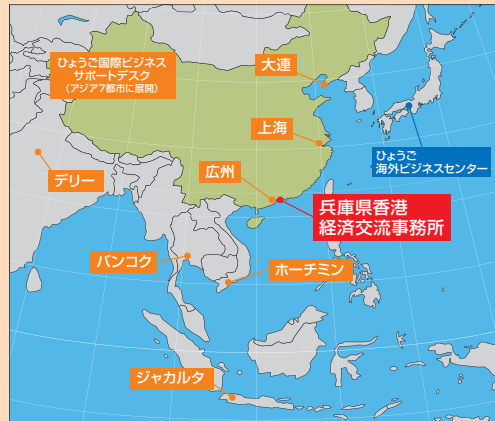 ひょうご国際ビジネス
サポートデスク
（アジア7都市に展開）
大連
上海
ひょうご
海外ビジネスセンター
デリー
広州
兵庫県香港
経済交流事務所
バンコク
ホーチミン
ジャカルタ